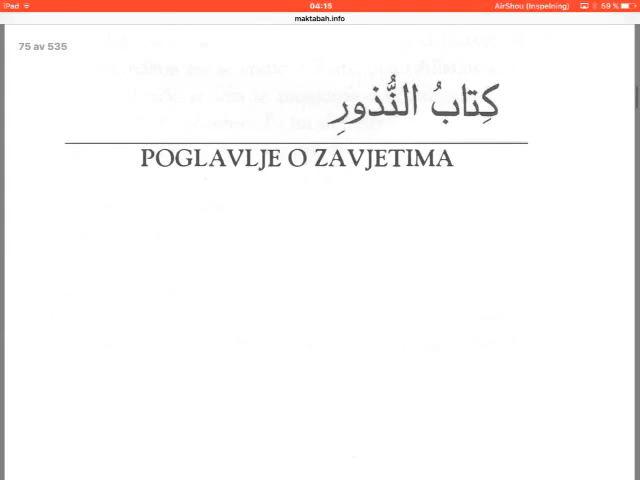 iPad 04:15 AirShou (Inspelning) 59 %
maktabah.info
75 av 535
كِتابُ النُّذورِ
POGLAVLJE O ZAVJETIMA